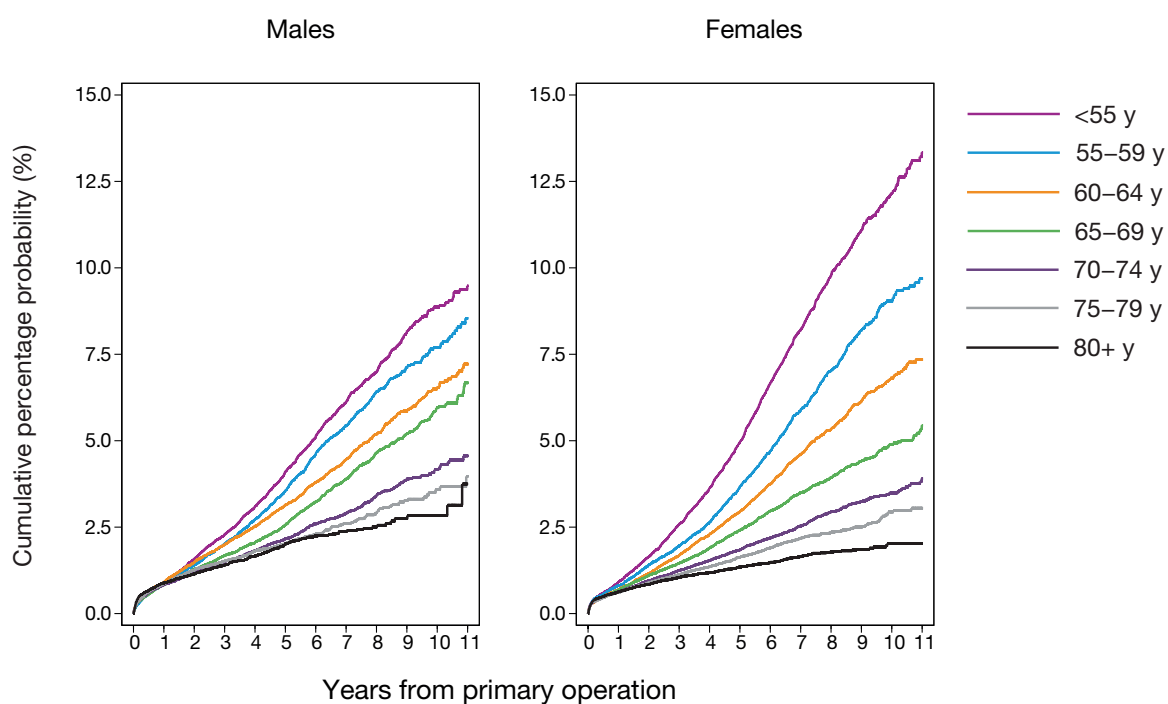 Males
Females
Cumulative percentage probability (%)
15.0
12.5
10.0
7.5
5.0
2.5
0.0
0 1 2 3 4 5 6 7 8 9 10 11
15.0
12.5
10.0
7.5
5.0
2.5
0.0
0 1 2 3 4 5 6 7 8 9 10 11
<55 y
55–59 y
60–64 y
65–69 y
70–74 y
75–79 y
80+ y
Years from primary operation